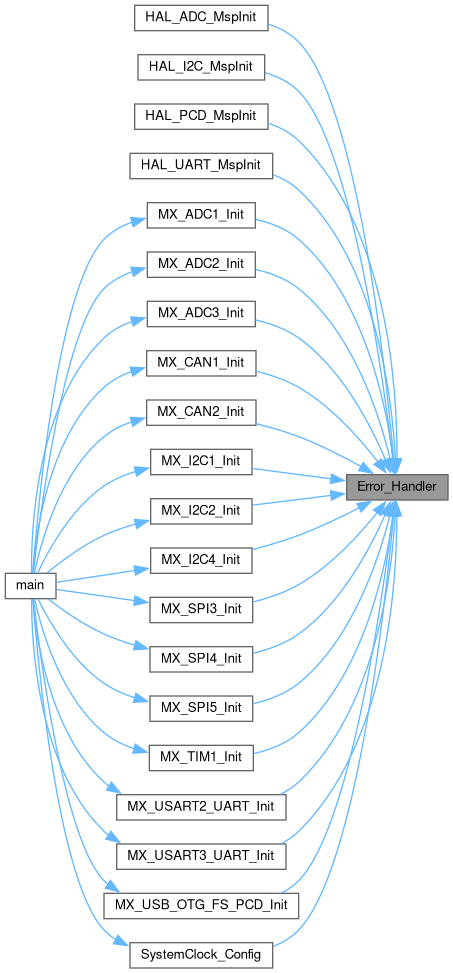 HAL_ADC_MspInit
HAL_I2C_MspInit
HAL_PCD_MspInit
HAL_UART_MspInit
MX_ADC1_Init
MX_ADC2_Init
MX_ADC3_Init
MX_CAN1_Init
MX_CAN2_Init
MX_I2C1_Init
Error_Handler
MX_I2C2_Init
MX_I2C4_Init
main
MX_SPI3_Init
MX_SPI4_Init
MX_SPI5_Init
MX_TIM1_Init
MX_USART2_UART_Init
MX_USART3_UART_Init
MX_USB_OTG_FS_PCD_Init
SystemClock_Config